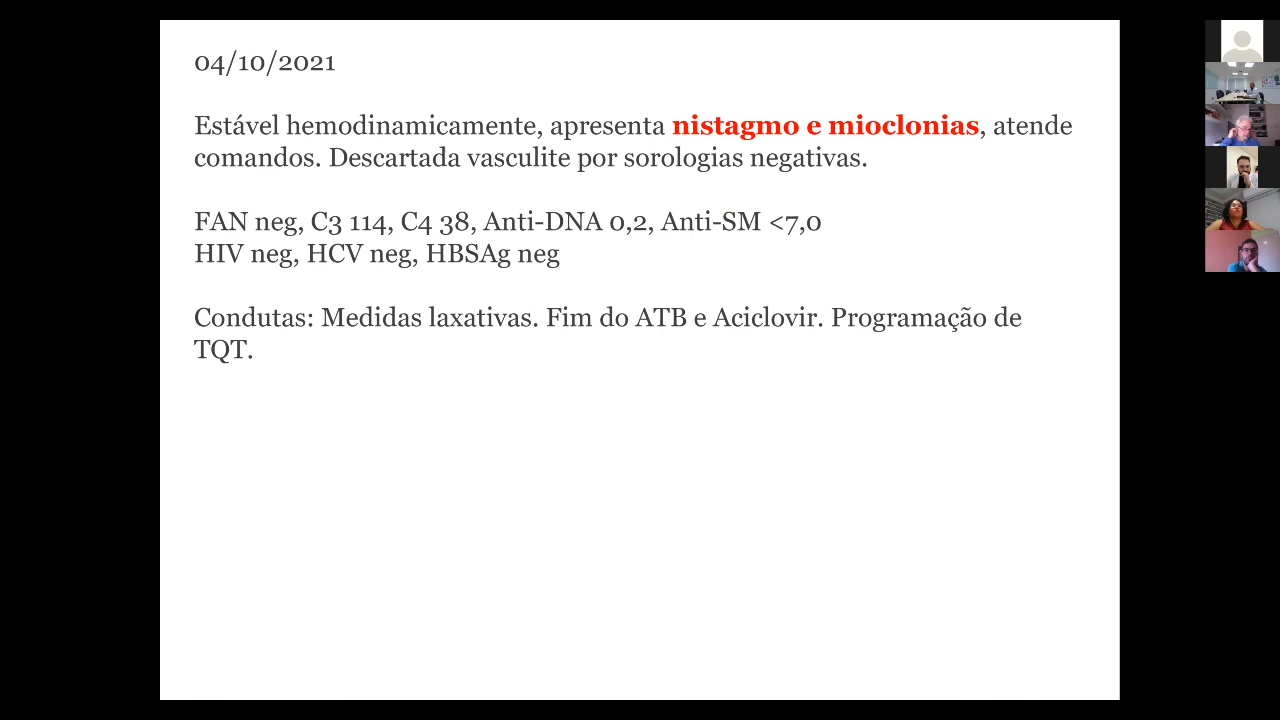 04/10/2021
Estável hemodinamicamente, apresenta nistagmo e mioclonias, atende
comandos. Descartada vasculite por sorologias negativas.
FAN neg, C3 114, C4 38, Anti-DNA 0,2, Anti-SM <7,0
HIV neg, HCV neg, HBSAg neg
Condutas: Medidas laxativas. Fim do ATB e Aciclovir. Programação de
TQT.